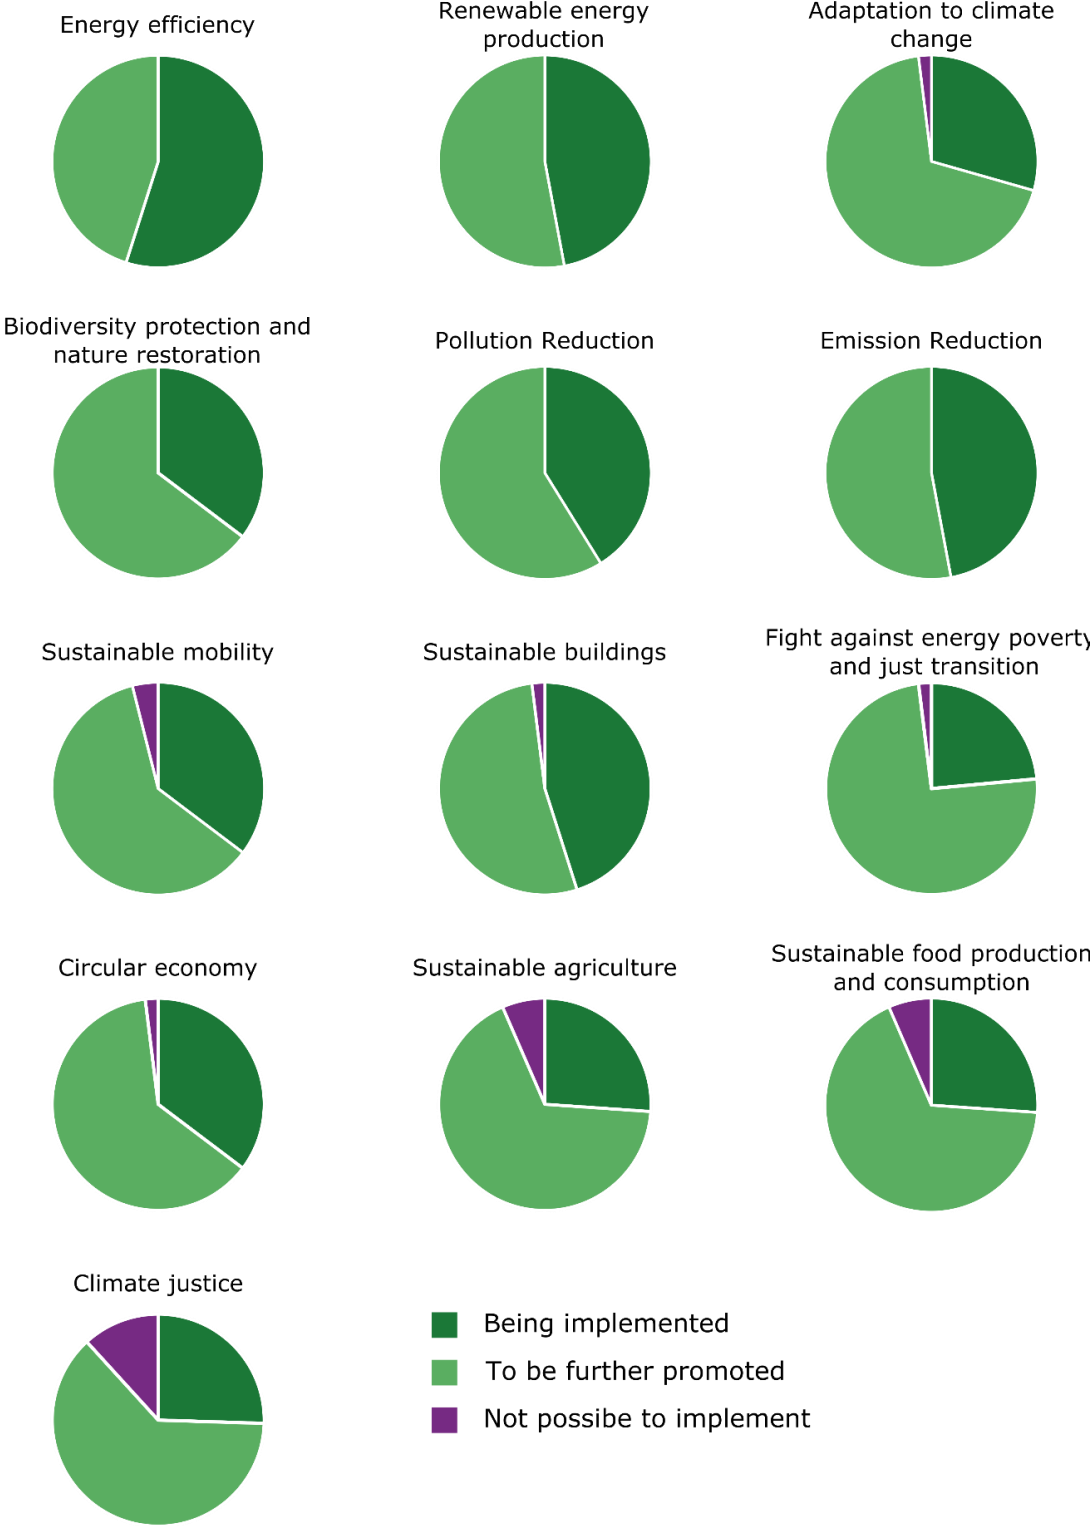 Energy efficiency
Renewable energy
production
Adaptation to climate
change
Biodiversity protection and
nature restoration
Pollution Reduction
Emission Reduction
Sustainable mobility
Sustainable buildings
Fight against energy poverty
and just transition
Circular economy
Sustainable agriculture
Sustainable food production
and consumption
Climate justice
Being implemented
To be further promoted
Not possibe to implement